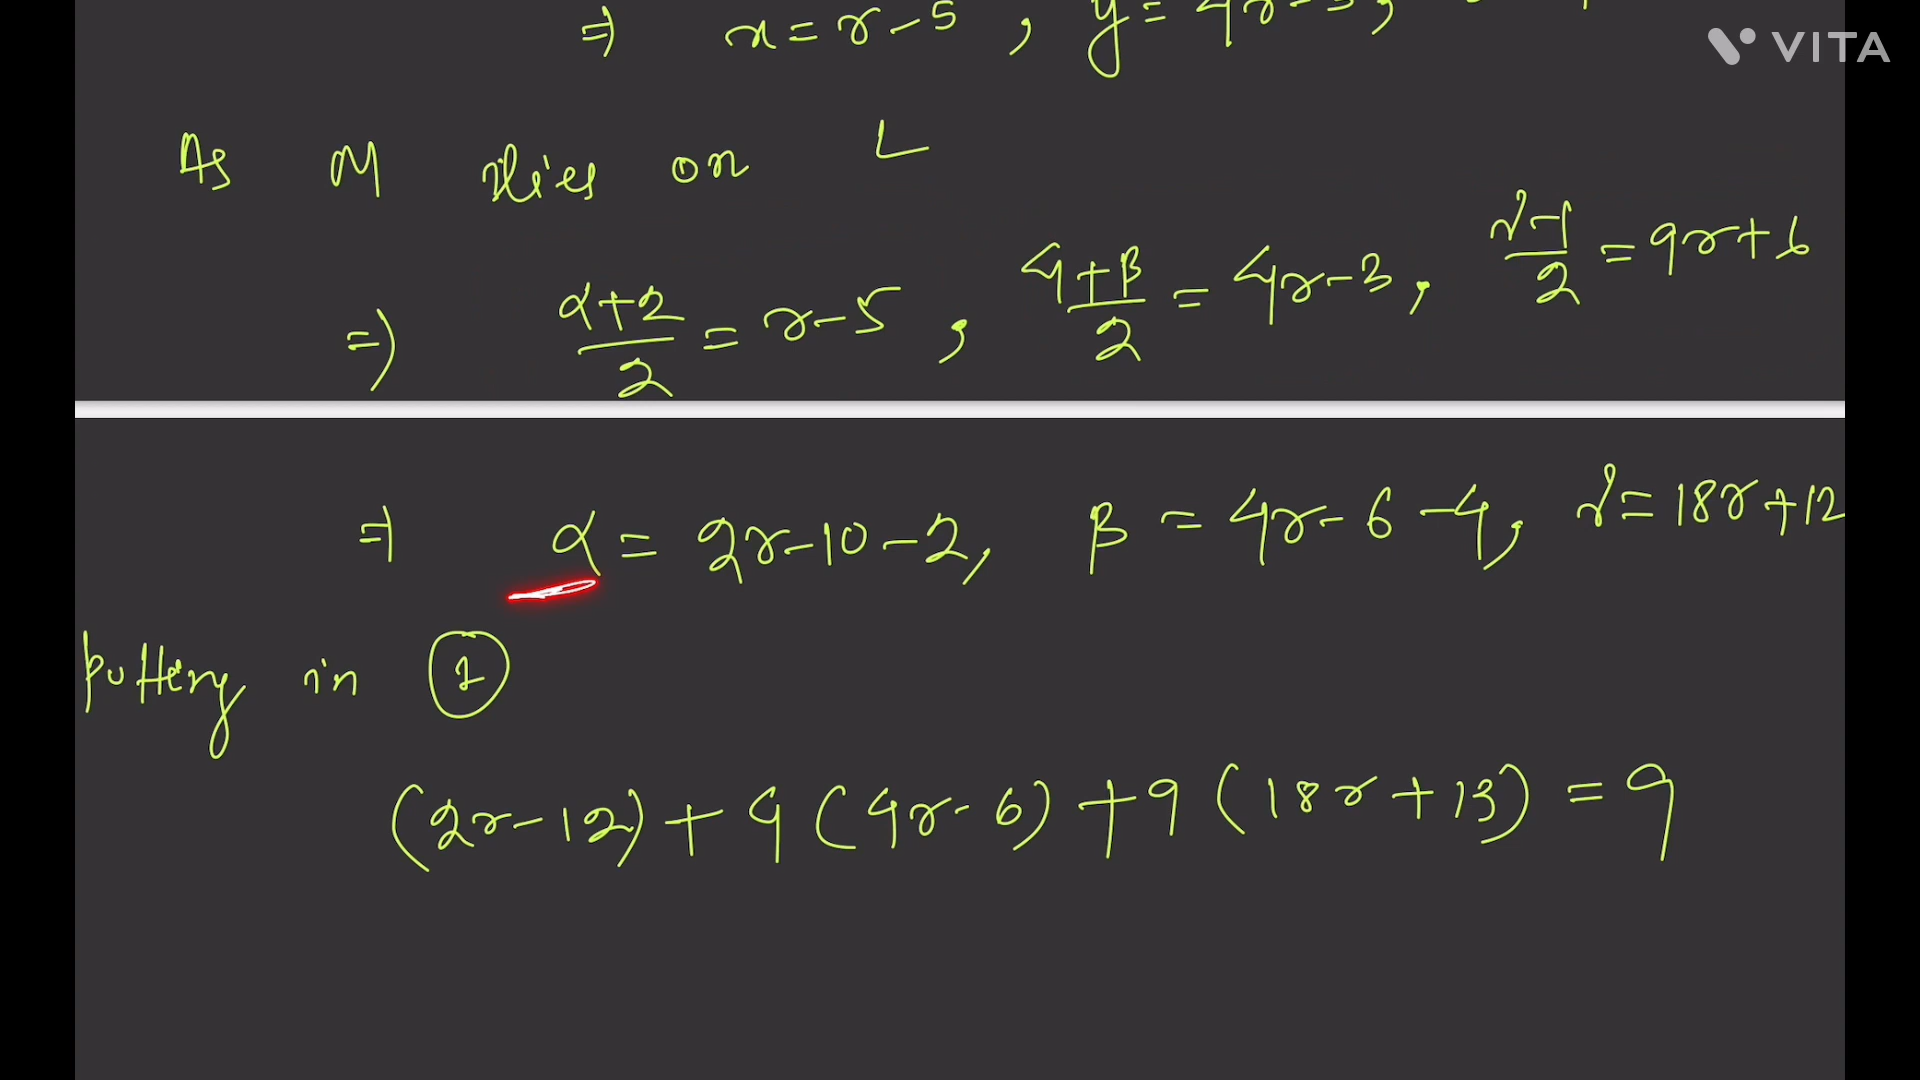 ⇒ x = r - 5 , y = 4r - 3 ,
VITA
As M lies on L
⇒ (α+2)/2 = r-5 , (4+β)/2 = 4r-3 , (γ-1)/2 = 9r+6
⇒ α = 2r-10-2, β = 4r-6-4, γ = 18r+12
putting in ①
(2r-12) + 4(4r-6) + 9(18r+13) = 9